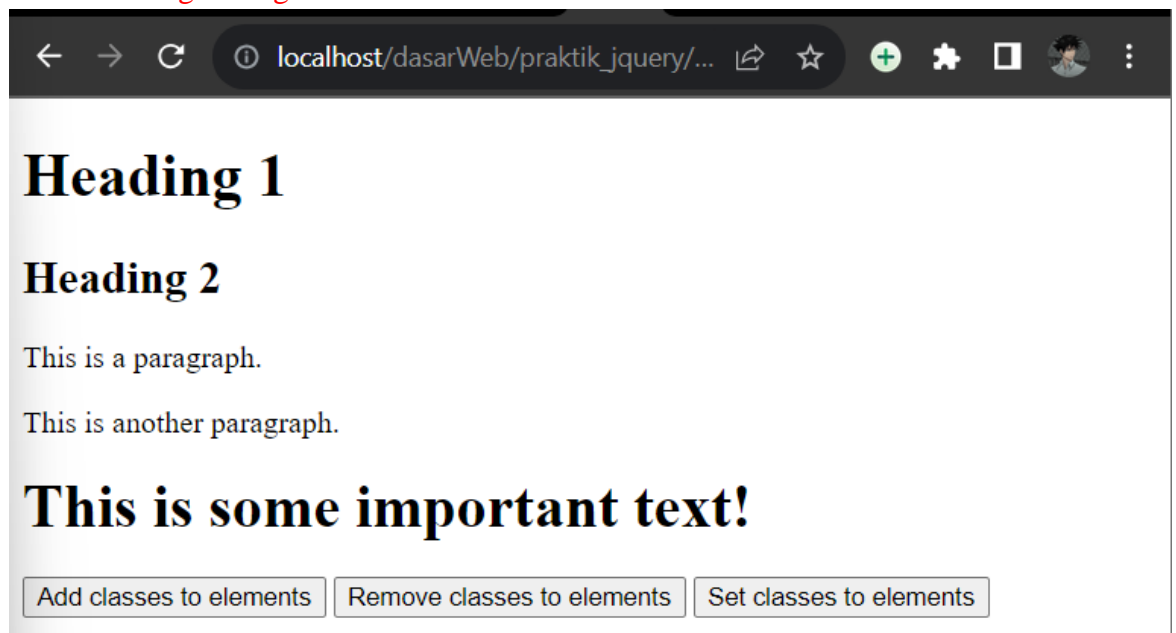 localhost/dasarWeb/praktik_jquery/...
Heading 1
Heading 2
This is a paragraph.
This is another paragraph.
This is some important text!
Add classes to elements Remove classes to elements Set classes to elements